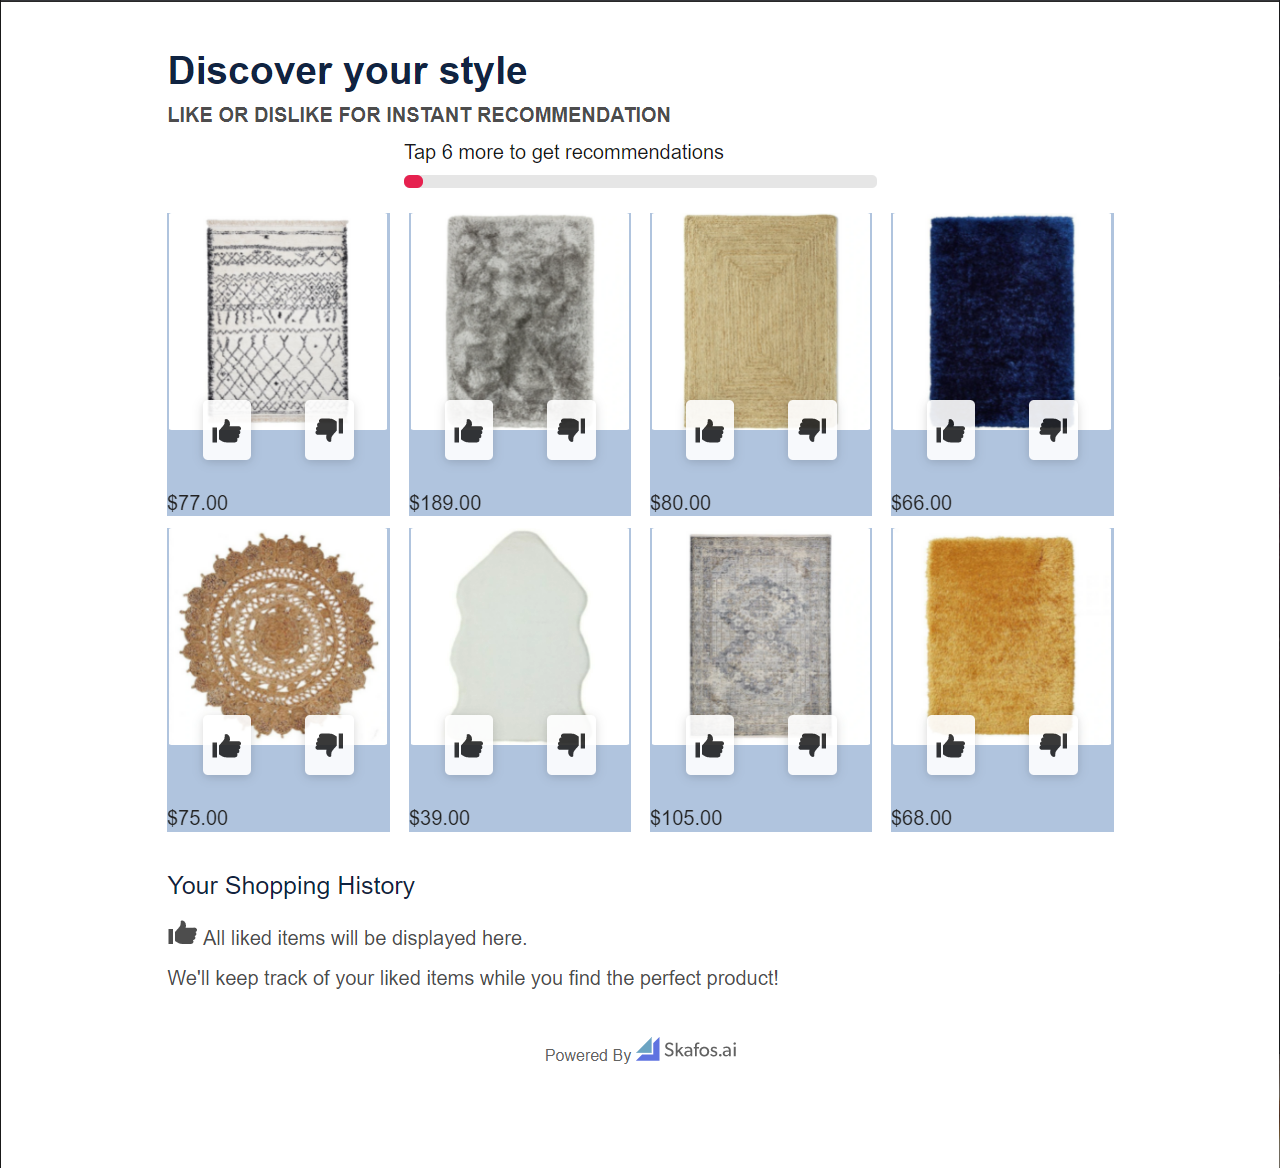 Discover your style
LIKE OR DISLIKE FOR INSTANT RECOMMENDATION
Tap 6 more to get recommendations
$77.00
$189.00
$80.00
$66.00
$75.00
$39.00
$105.00
$68.00
Your Shopping History
All liked items will be displayed here.
We'll keep track of your liked items while you find the perfect product!
Powered By Skafos.ai